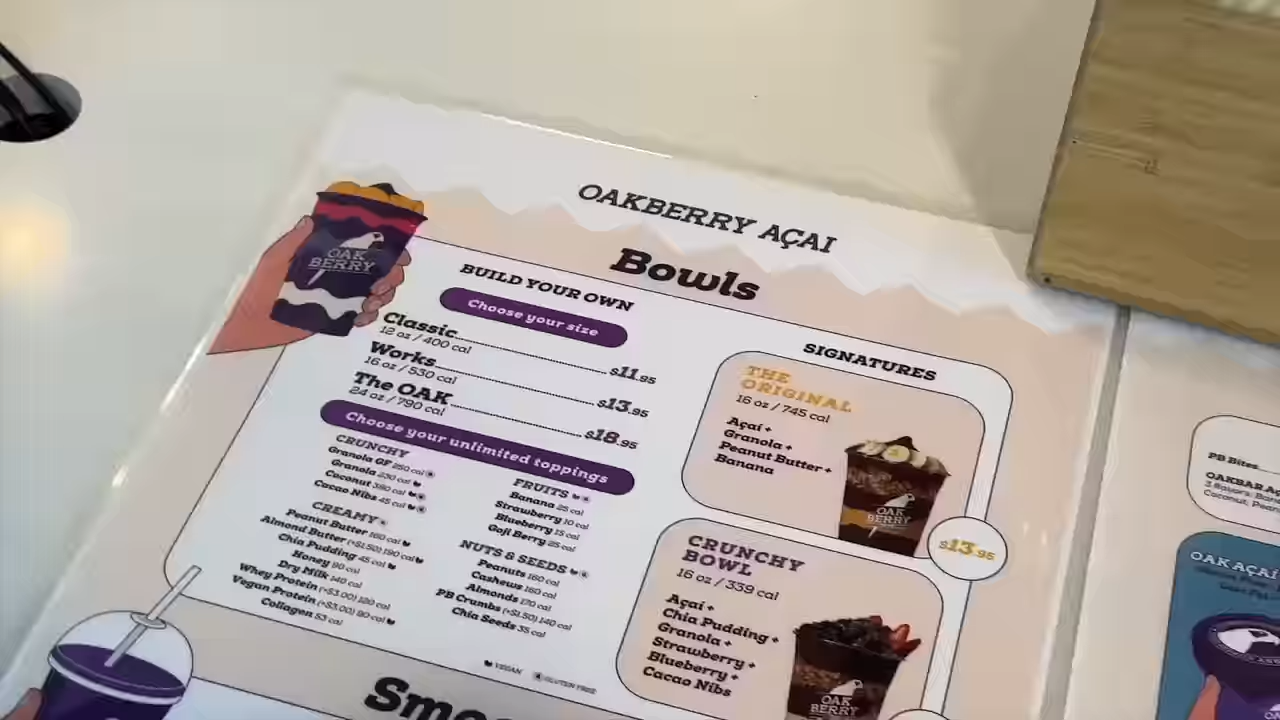 OAKBERRY AÇAI
Bowls
OAK
BERRY
BUILD YOUR OWN
Choose your size
Classic $11.95
12 oz / 400 cal
Works $13.95
16 oz / 530 cal
The OAK $18.95
24 oz / 790 cal
Choose your unlimited toppings
CRUNCHY
Granola GF 250 cal
Granola 230 cal
Coconut 380 cal
Cacao Nibs 45 cal
CREAMY
Peanut Butter 160 cal
Almond Butter (+$1.50) 190 cal
Chia Pudding 45 cal
Honey 90 cal
Dry Milk 140 cal
Whey Protein (+$3.00) 120 cal
Vegan Protein (+$3.00) 90 cal
Collagen 53 cal
FRUITS
Banana 25 cal
Strawberry 10 cal
Blueberry 15 cal
Goji Berry 25 cal
NUTS & SEEDS
Peanuts 160 cal
Cashews 160 cal
Almonds 170 cal
PB Crumbs (+$1.50) 140 cal
Chia Seeds 35 cal
VEGAN GLUTEN FREE
SIGNATURES
THE
ORIGINAL
16 oz / 745 cal
Açaí +
Granola +
Peanut Butter +
Banana
OAK
BERRY
$13.95
CRUNCHY
BOWL
16 oz / 339 cal
Açaí +
Chia Pudding +
Granola +
Strawberry +
Blueberry +
Cacao Nibs
OAK
BERRY
PB Bites
OAKBAR
Coconut,
OAK AÇAÍ